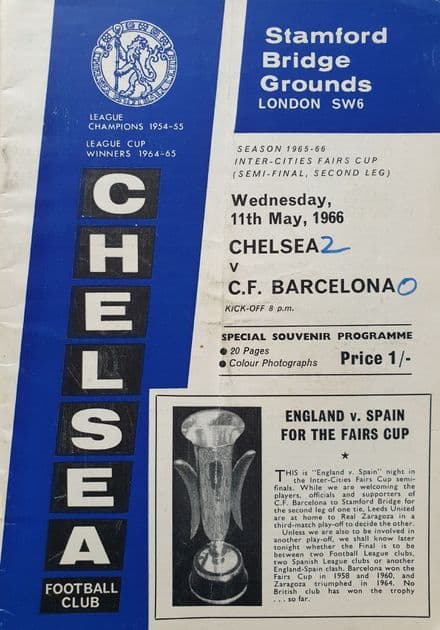 Stamford
Bridge
Grounds
LONDON SW6
LEAGUE
CHAMPIONS 1954-55
LEAGUE CUP
WINNERS 1964-65
CHELSEA
FOOTBALL
CLUB
SEASON 1965-66
INTER-CITIES FAIRS CUP
(SEMI-FINAL, SECOND LEG)
Wednesday,
11th May, 1966
CHELSEA 2
v
C.F. BARCELONA 0
KICK-OFF 8 p.m.
SPECIAL SOUVENIR PROGRAMME
● 20 Pages
● Colour Photographs
Price 1/-
ENGLAND v. SPAIN
FOR THE FAIRS CUP
★
THIS is "England v. Spain" night in
the Inter-Cities Fairs Cup semi-
finals. While we are welcoming the
players, officials and supporters of
C.F. Barcelona to Stamford Bridge for
the second leg of one tie, Leeds United
are at home to Real Zaragoza in a
third-match play-off to decide the other.
Unless we are also to be involved in
another play-off, we shall know later
tonight whether the Final is to be
between two Football League clubs,
two Spanish League clubs or another
England-Spain clash. Barcelona won the
Fairs Cup in 1958 and 1960, and
Zaragoza triumphed in 1964. No
British club has won the trophy
. . . so far.